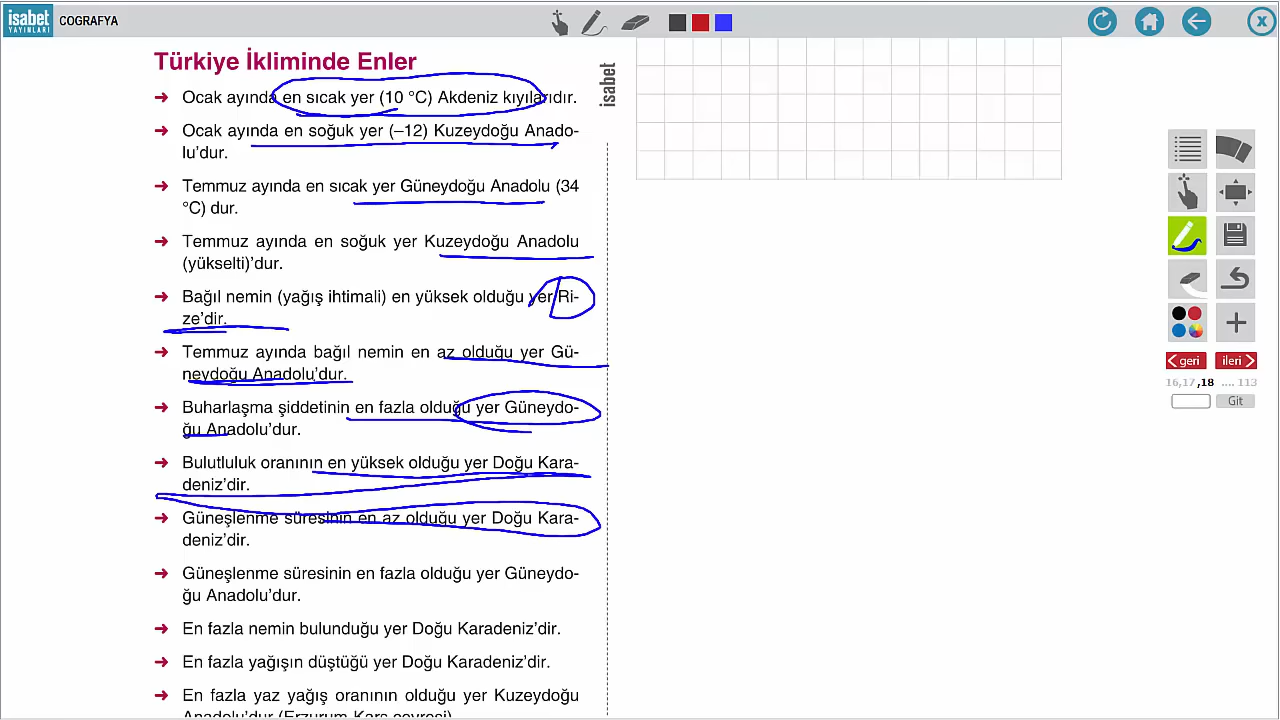 isabet
YAYINLARI
COGRAFYA
X
Türkiye İkliminde Enler
Ocak ayında en sıcak yer (10 °C) Akdeniz kıyılarıdır.
Ocak ayında en soğuk yer (–12) Kuzeydoğu Anado-
lu’dur.
Temmuz ayında en sıcak yer Güneydoğu Anadolu (34
°C) dur.
Temmuz ayında en soğuk yer Kuzeydoğu Anadolu
(yükselti)’dur.
Bağıl nemin (yağış ihtimali) en yüksek olduğu yer Ri-
ze’dir.
Temmuz ayında bağıl nemin en az olduğu yer Gü-
neydoğu Anadolu’dur.
Buharlaşma şiddetinin en fazla olduğu yer Güneydo-
ğu Anadolu’dur.
Bulutluluk oranının en yüksek olduğu yer Doğu Kara-
deniz’dir.
Güneşlenme süresinin en az olduğu yer Doğu Kara-
deniz’dir.
Güneşlenme süresinin en fazla olduğu yer Güneydo-
ğu Anadolu’dur.
En fazla nemin bulunduğu yer Doğu Karadeniz’dir.
En fazla yağışın düştüğü yer Doğu Karadeniz’dir.
En fazla yaz yağış oranının olduğu yer Kuzeydoğu
Anadolu’dur (Erzurum-Kars çevresi)
isabet
geri
ileri
16,17,18 .... 113
Git